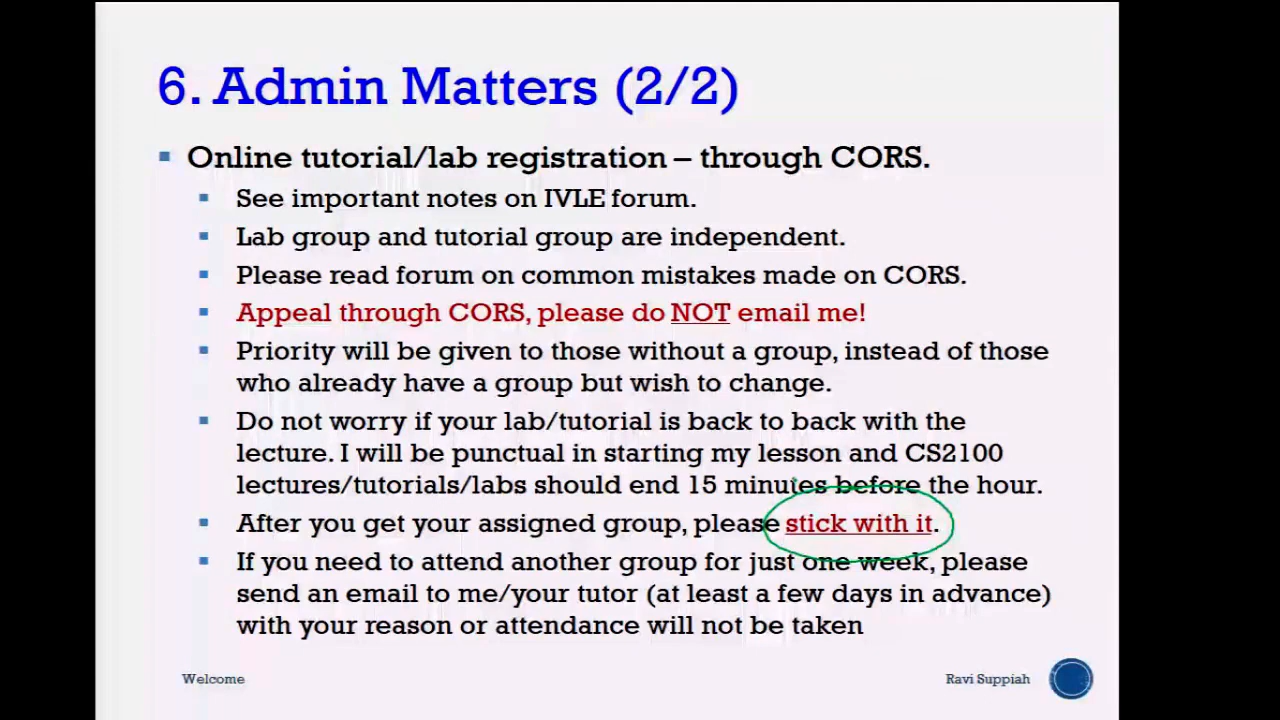 6. Admin Matters (2/2)
Online tutorial/lab registration – through CORS.
See important notes on IVLE forum.
Lab group and tutorial group are independent.
Please read forum on common mistakes made on CORS.
Appeal through CORS, please do NOT email me!
Priority will be given to those without a group, instead of those
who already have a group but wish to change.
Do not worry if your lab/tutorial is back to back with the
lecture. I will be punctual in starting my lesson and CS2100
lectures/tutorials/labs should end 15 minutes before the hour.
After you get your assigned group, please stick with it.
If you need to attend another group for just one week, please
send an email to me/your tutor (at least a few days in advance)
with your reason or attendance will not be taken
Welcome
Ravi Suppiah